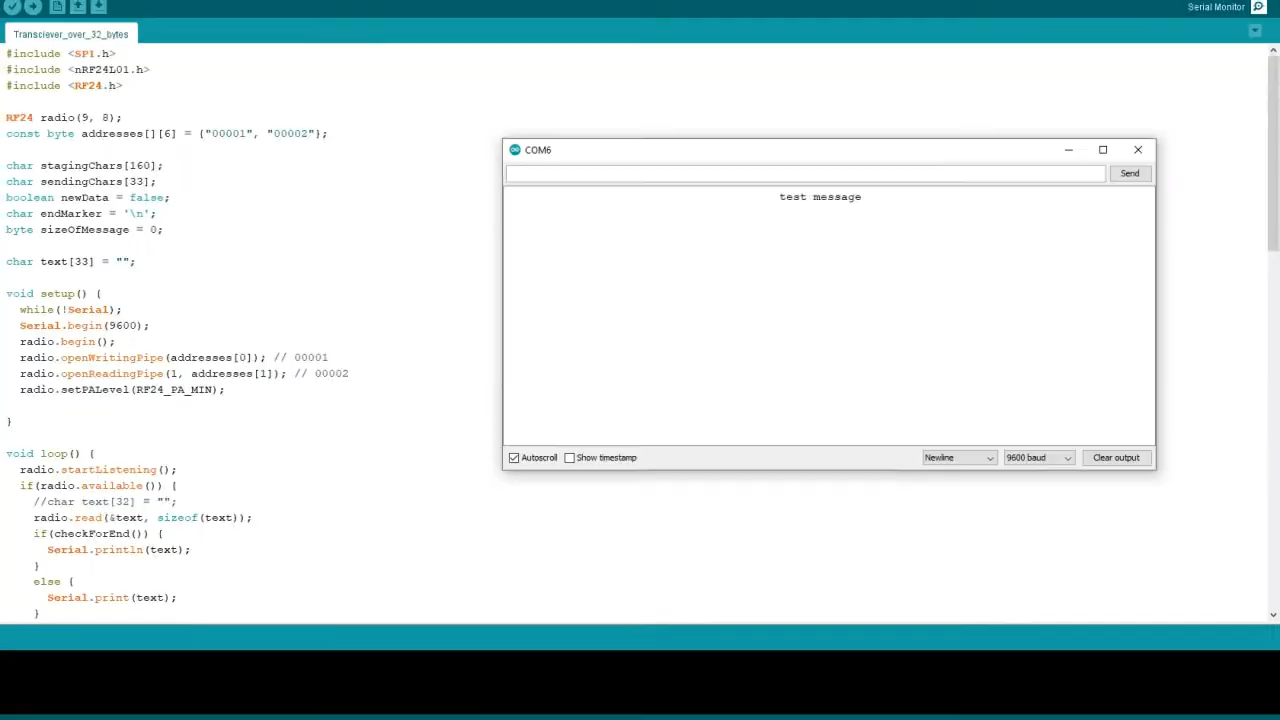 Serial Monitor
Transciever_over_32_bytes
#include <SPI.h>
#include <nRF24L01.h>
#include <RF24.h>
RF24 radio(9, 8);
const byte addresses[][6] = {"00001", "00002"};
char stagingChars[160];
char sendingChars[33];
boolean newData = false;
char endMarker = '\n';
byte sizeOfMessage = 0;
char text[33] = "";
void setup() {
while(!Serial);
Serial.begin(9600);
radio.begin();
radio.openWritingPipe(addresses[0]); // 00001
radio.openReadingPipe(1, addresses[1]); // 00002
radio.setPALevel(RF24_PA_MIN);
}
void loop() {
radio.startListening();
if(radio.available()) {
//char text[32] = "";
radio.read(&text, sizeof(text));
if(checkForEnd()) {
Serial.println(text);
}
else {
Serial.print(text);
}
COM6
Send
test message
Autoscroll Show timestamp Newline 9600 baud Clear output